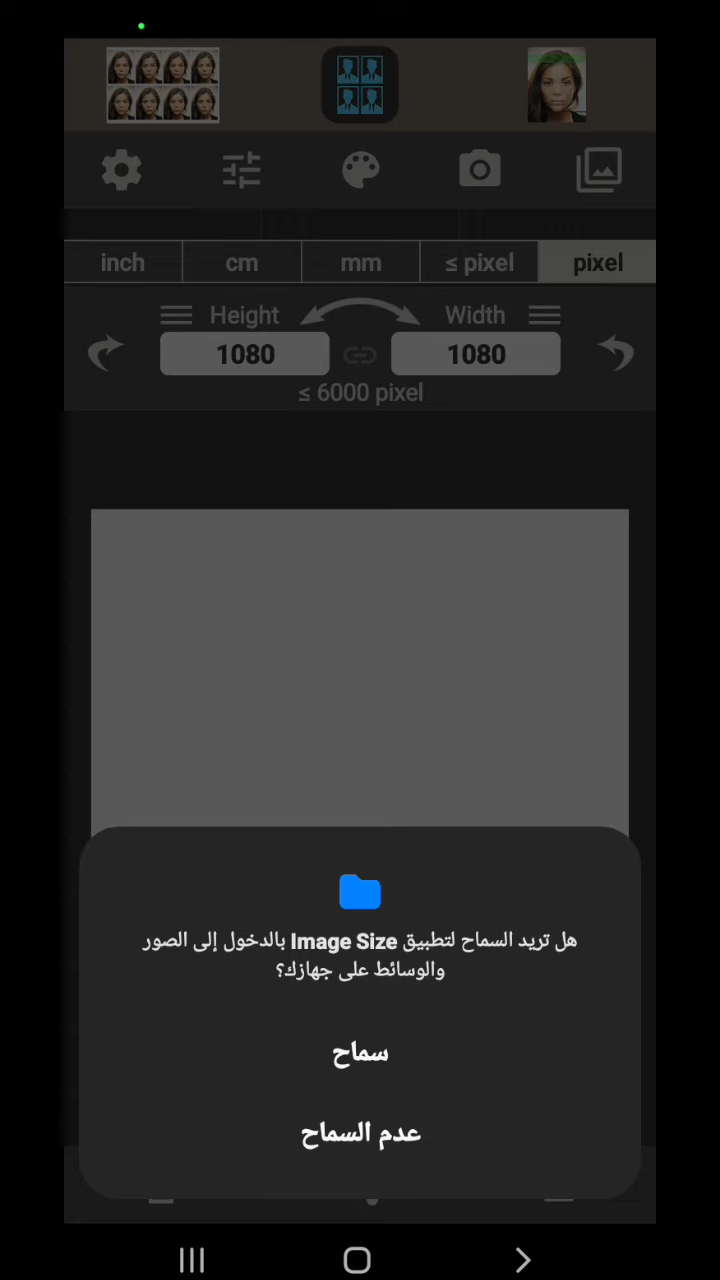 inch cm mm ≤ pixel pixel
Height Width
1080 1080
≤ 6000 pixel
هل تريد السماح لتطبيق Image Size بالدخول إلى الصور
والوسائط على جهازك؟
سماح
عدم السماح